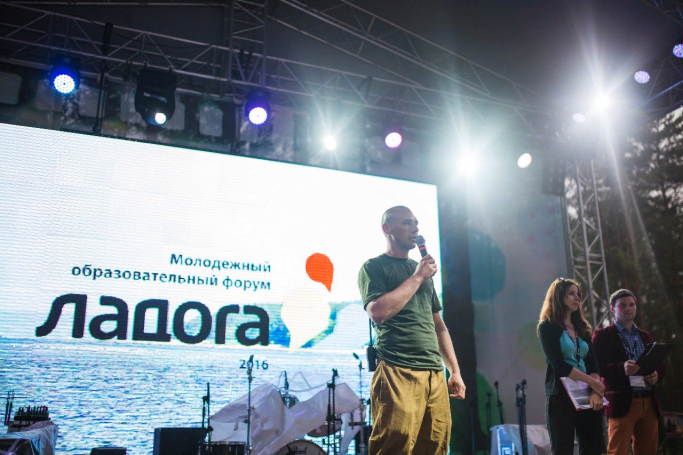 Молодежный
образовательный форум
ладога
2016